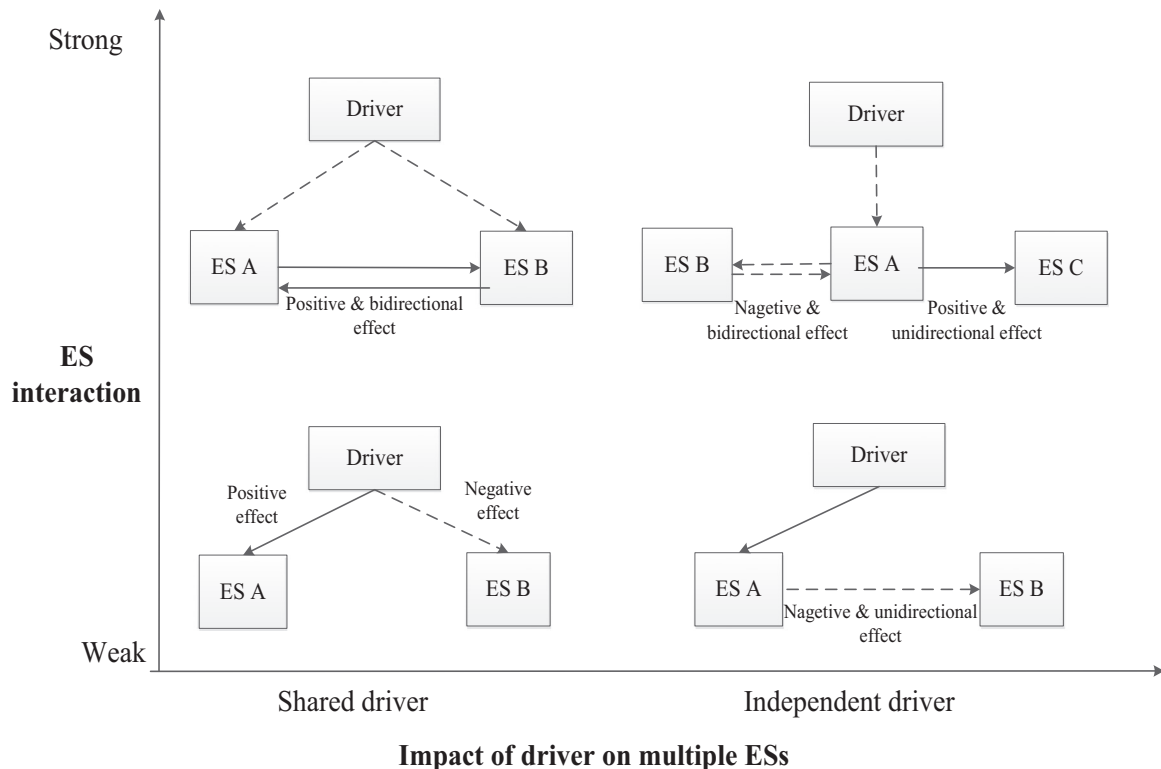 Strong
Driver
Driver
ES A
ES B
Positive & bidirectional
effect
ES B
ES A
ES C
Nagetive &
bidirectional effect
Positive &
unidirectional effect
ES
interaction
Driver
Positive
effect
Negative
effect
ES A
ES B
Driver
ES A
ES B
Nagetive & unidirectional
effect
Weak
Shared driver
Independent driver
Impact of driver on multiple ESs